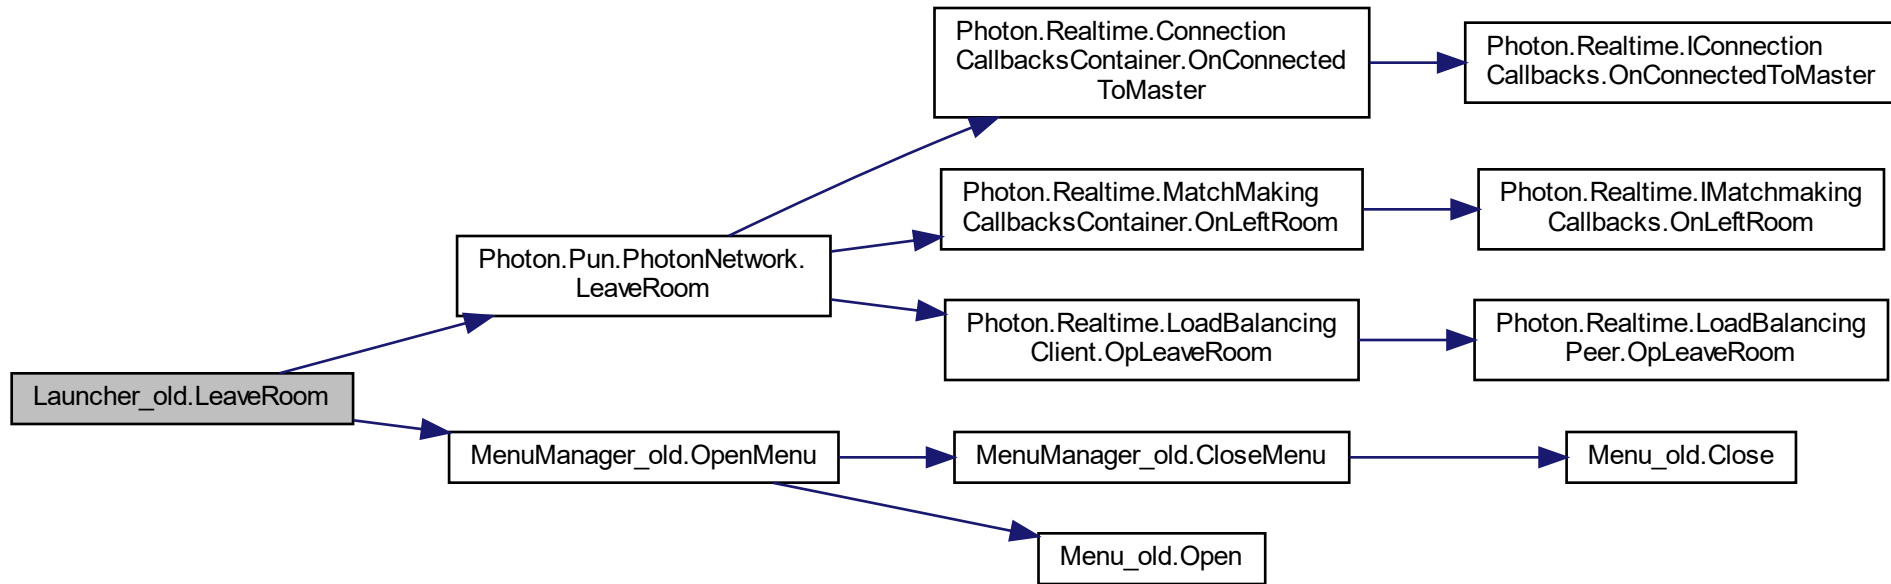 Photon.Realtime.Connection
CallbacksContainer.OnConnected
ToMaster
Photon.Realtime.IConnection
Callbacks.OnConnectedToMaster
Photon.Realtime.MatchMaking
CallbacksContainer.OnLeftRoom
Photon.Realtime.IMatchmaking
Callbacks.OnLeftRoom
Photon.Pun.PhotonNetwork.
LeaveRoom
Photon.Realtime.LoadBalancing
Client.OpLeaveRoom
Photon.Realtime.LoadBalancing
Peer.OpLeaveRoom
Launcher_old.LeaveRoom
MenuManager_old.OpenMenu
MenuManager_old.CloseMenu
Menu_old.Close
Menu_old.Open